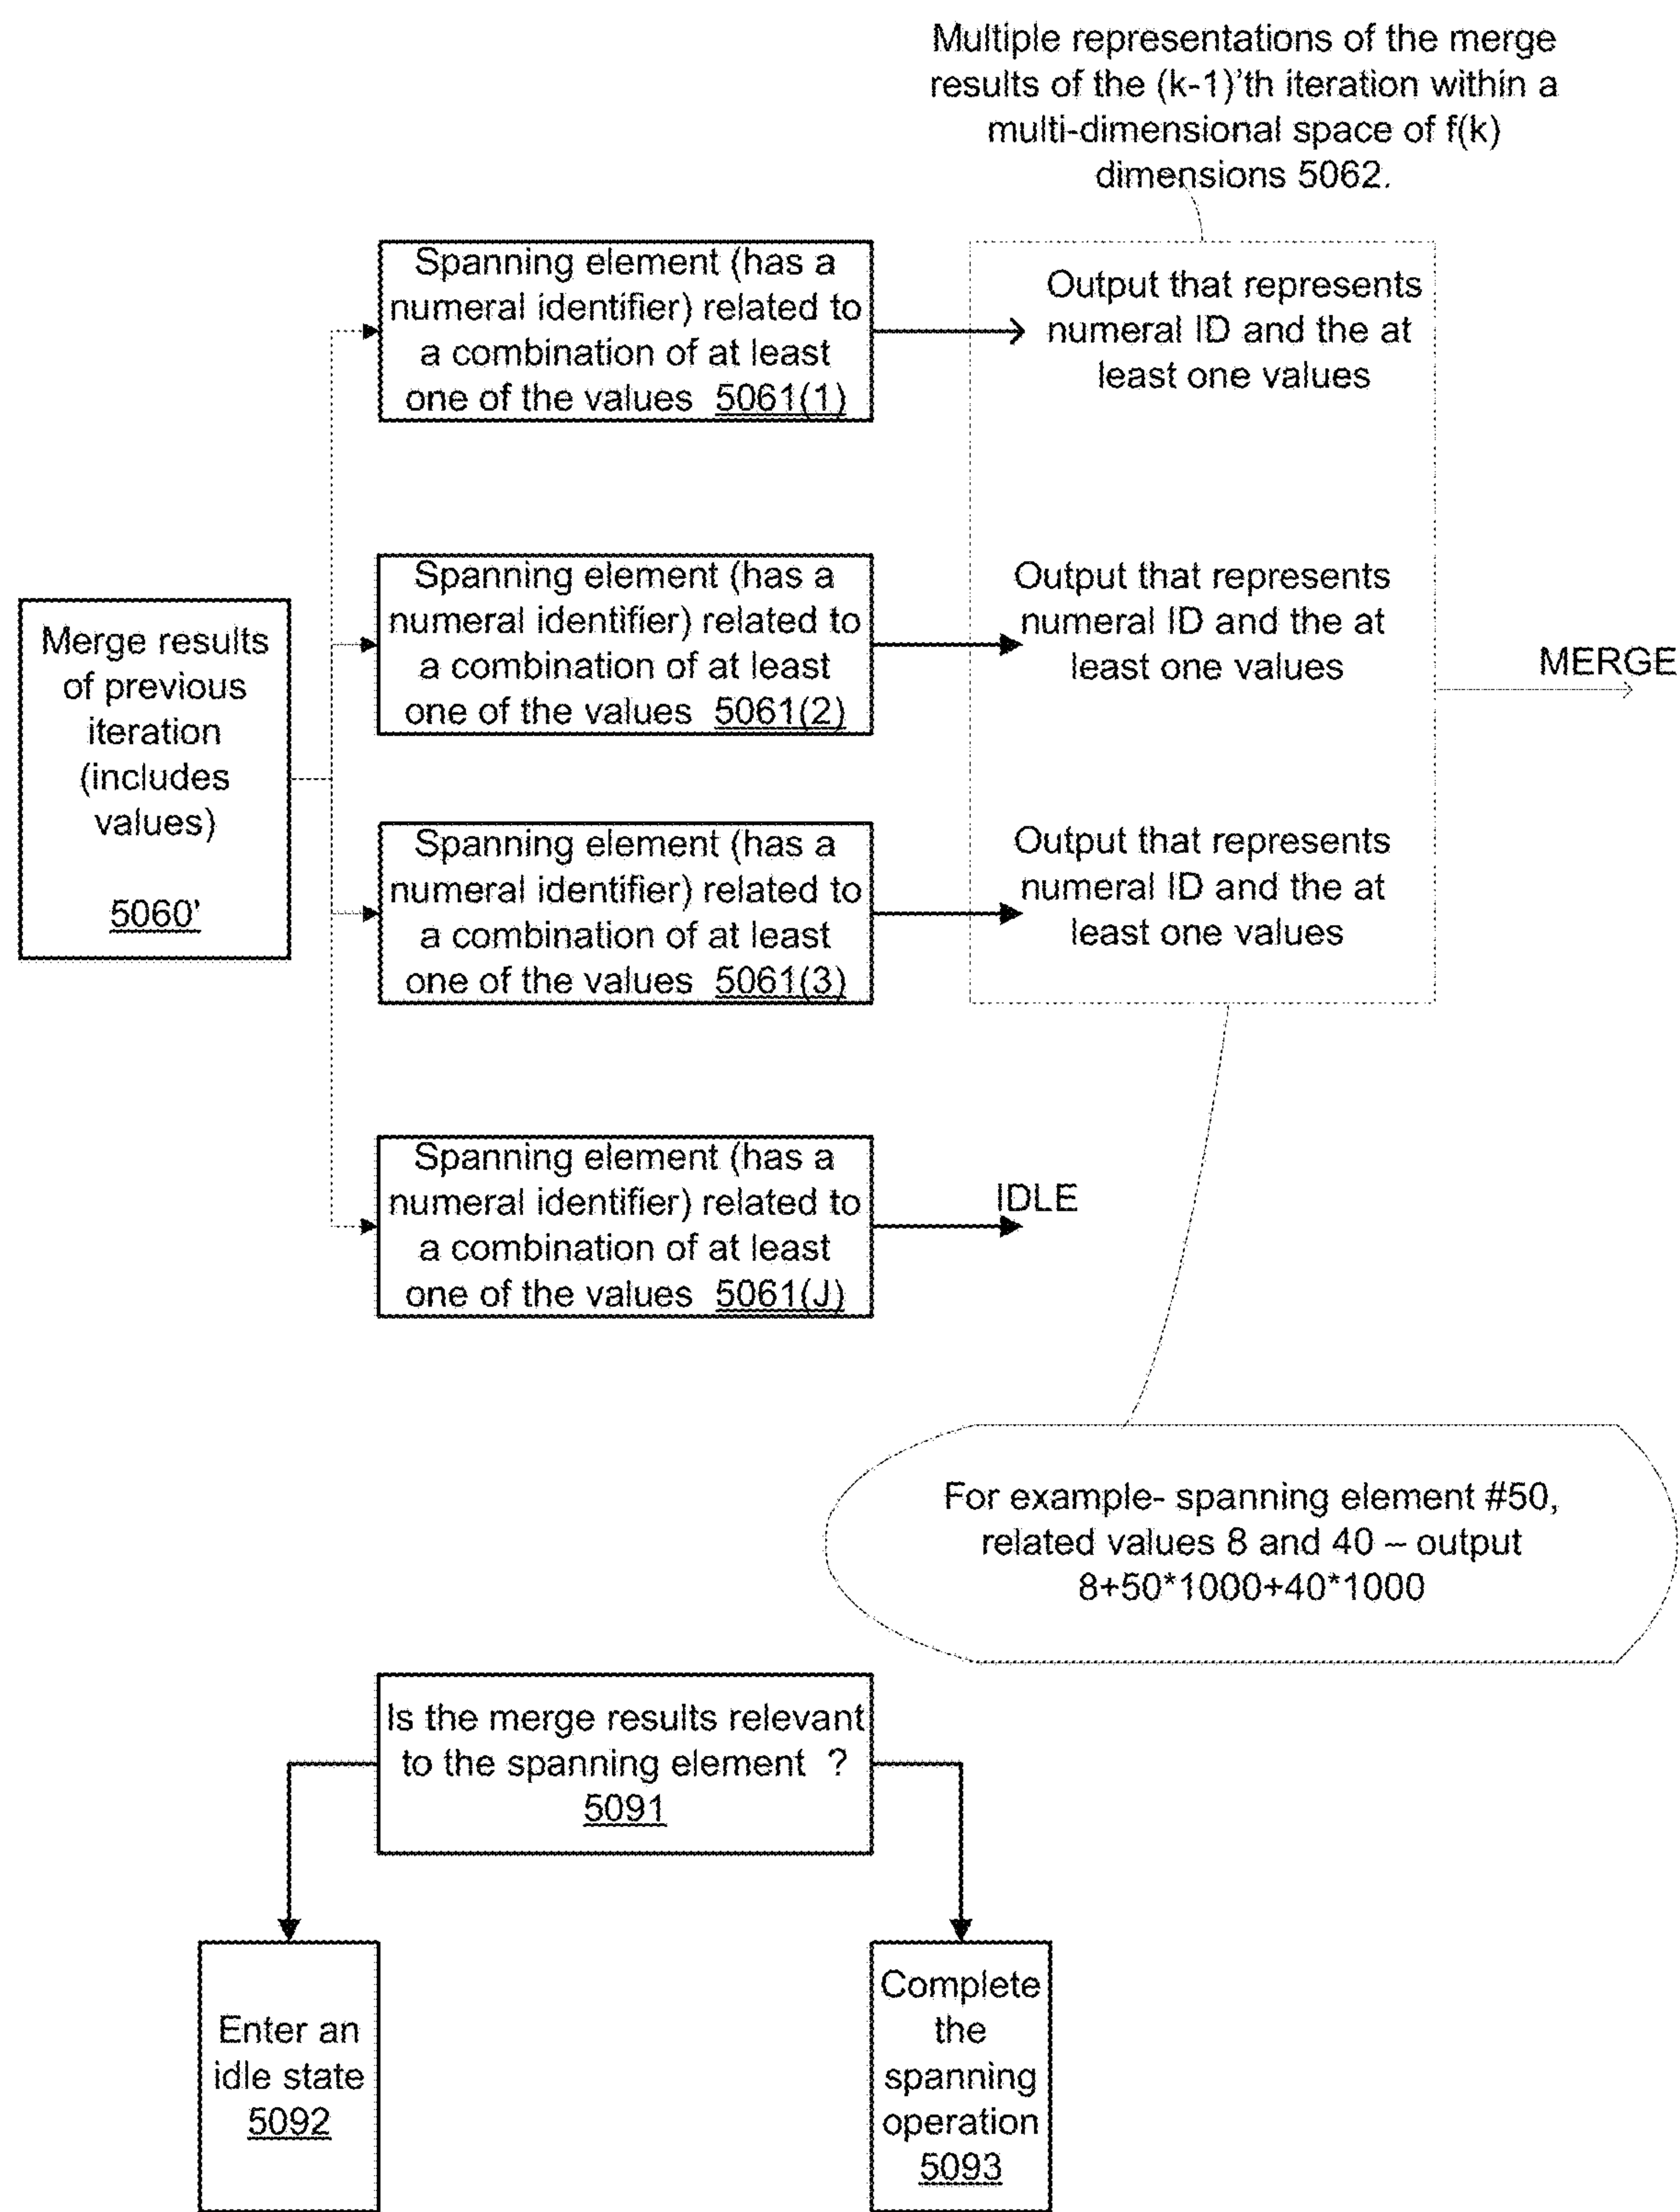 Multiple representations of the merge
results of the (k-1)'th iteration within a
multi-dimensional space of f(k)
dimensions 5062.
Spanning element (has a
numeral identifier) related to
a combination of at least
one of the values 5061(1)
Output that represents
numeral ID and the at
least one values
Spanning element (has a
numeral identifier) related to
a combination of at least
one of the values 5061(2)
Output that represents
numeral ID and the at
least one values
Merge results
of previous
iteration
(includes
values)
5060'
MERGE
Spanning element (has a
numeral identifier) related to
a combination of at least
one of the values 5061(3)
Output that represents
numeral ID and the at
least one values
Spanning element (has a
numeral identifier) related to
a combination of at least
one of the values 5061(J)
IDLE
For example- spanning element #50,
related values 8 and 40 – output
8+50*1000+40*1000
Is the merge results relevant
to the spanning element ?
5091
Enter an
idle state
5092
Complete
the
spanning
operation
5093